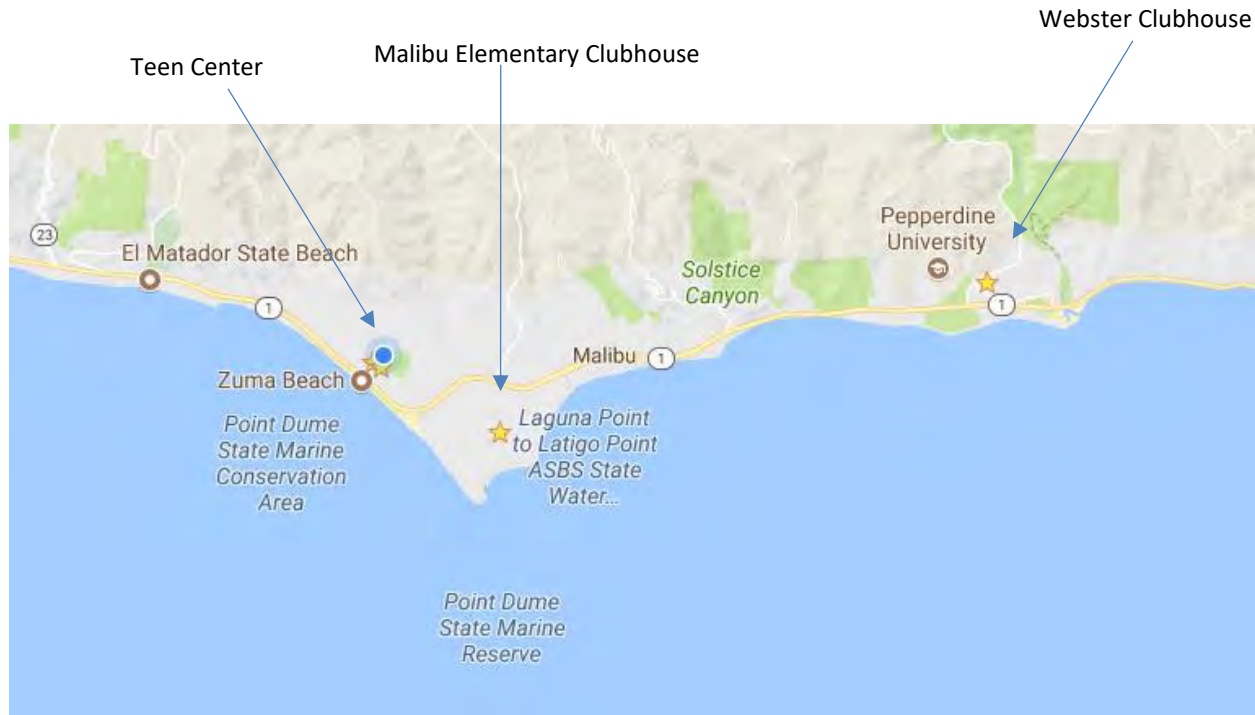 Webster Clubhouse
Malibu Elementary Clubhouse
Teen Center
Pepperdine
University
23
El Matador State Beach
Solstice
Canyon
1
1
Malibu 1
Zuma Beach
Point Dume
State Marine
Conservation
Area
Laguna Point
to Latigo Point
ASBS State
Water...
Point Dume
State Marine
Reserve